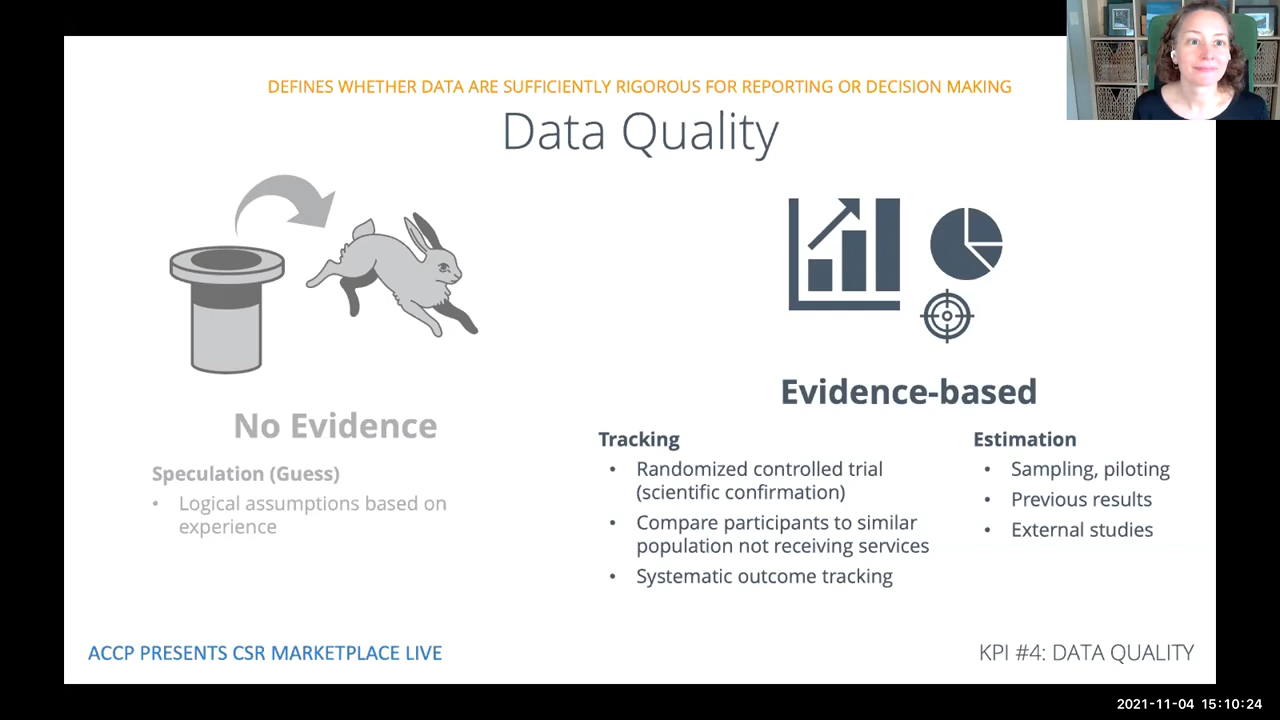 DEFINES WHETHER DATA ARE SUFFICIENTLY RIGOROUS FOR REPORTING OR DECISION MAKING
Data Quality
No Evidence
Speculation (Guess)
• Logical assumptions based on
experience
Evidence-based
Tracking
• Randomized controlled trial
(scientific confirmation)
• Compare participants to similar
population not receiving services
• Systematic outcome tracking
Estimation
• Sampling, piloting
• Previous results
• External studies
ACCP PRESENTS CSR MARKETPLACE LIVE
KPI #4: DATA QUALITY
2021-11-04 15:10:24